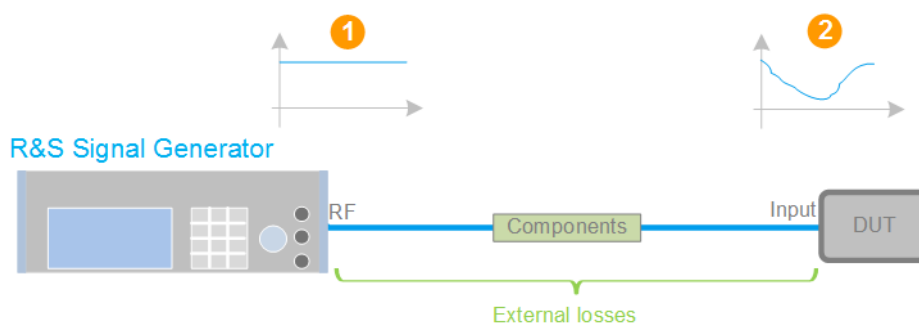 1
2
R&S Signal Generator
RF
Components
Input
DUT
External losses